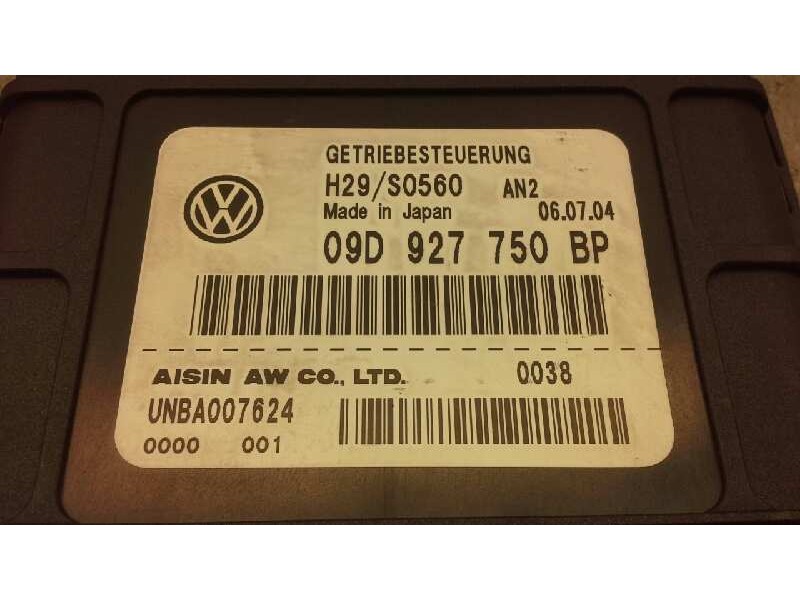 GETRIEBESTEUERUNG
H29/S0560 AN2
Made in Japan 06.07.04
09D 927 750 BP
AISIN AW CO., LTD. 0038
UNBA007624
0000 001